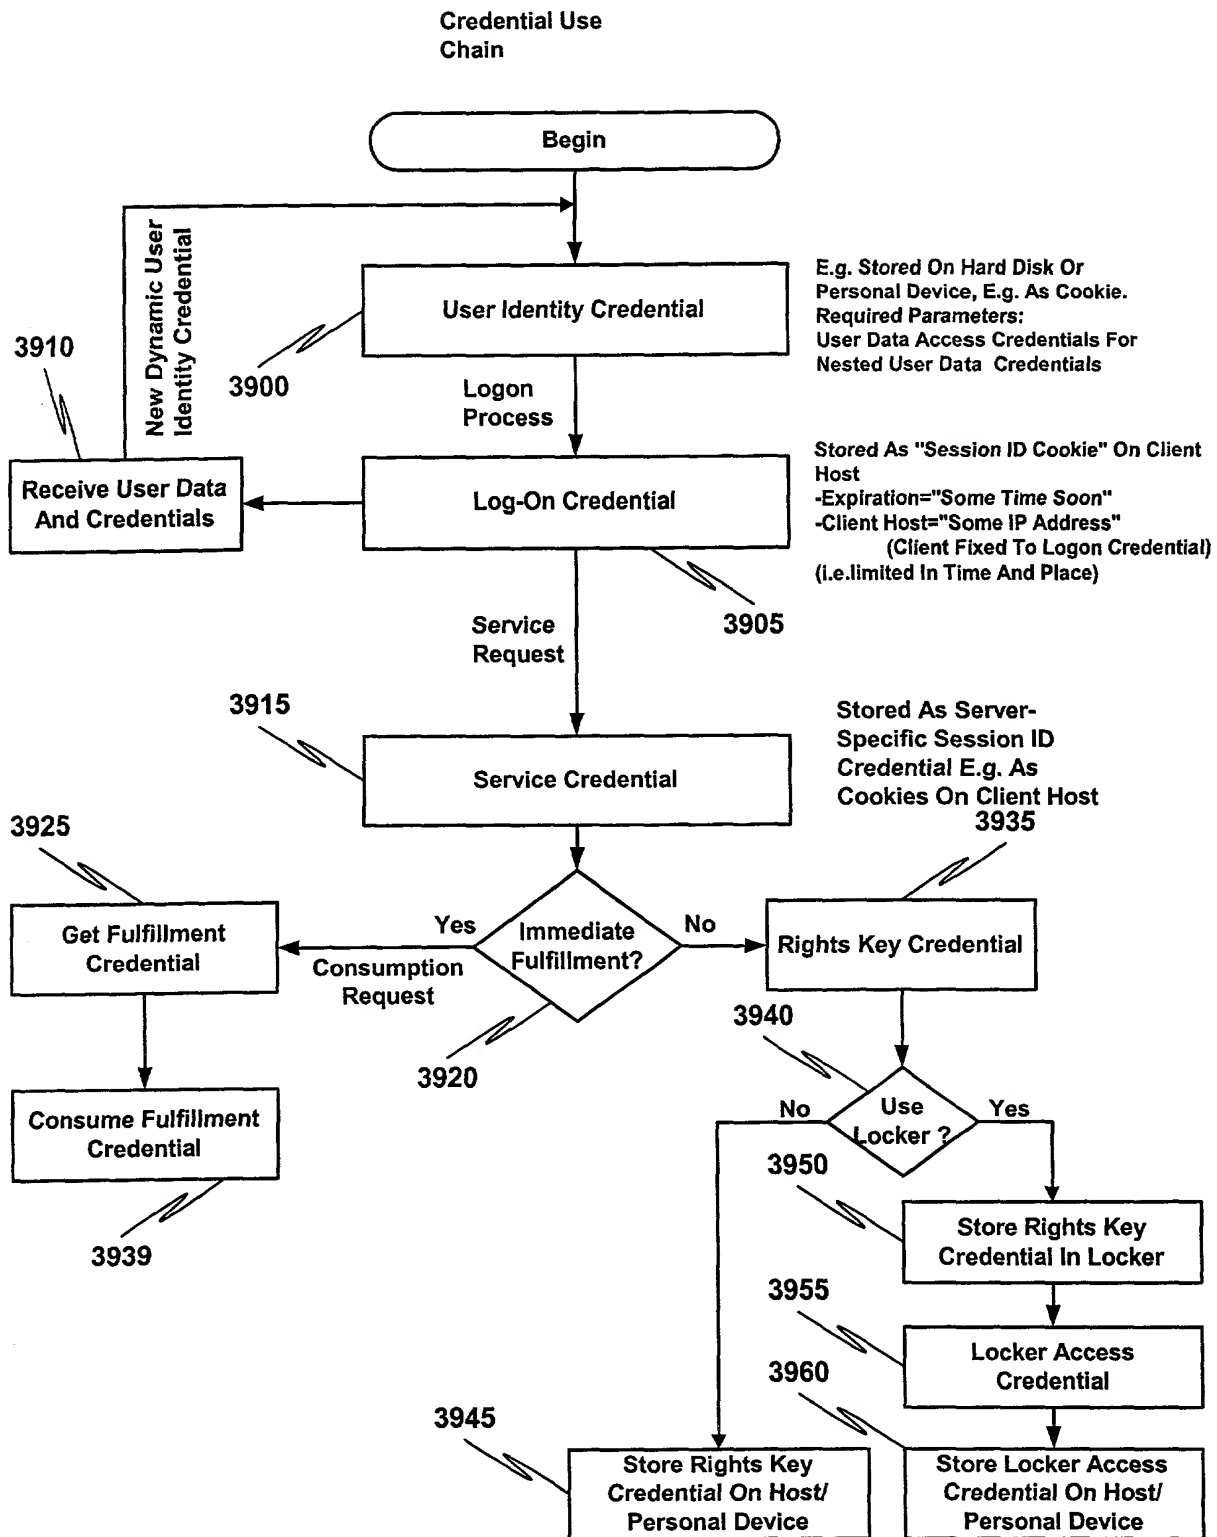 Credential Use
Chain
Begin
New Dynamic User
Identity Credential
User Identity Credential
E.g. Stored On Hard Disk Or
Personal Device, E.g. As Cookie.
Required Parameters:
User Data Access Credentials For
Nested User Data Credentials
3910
3900
Logon
Process
Receive User Data
And Credentials
Log-On Credential
Stored As "Session ID Cookie" On Client
Host
-Expiration="Some Time Soon"
-Client Host="Some IP Address"
(Client Fixed To Logon Credential)
(i.e.limited In Time And Place)
3905
Service
Request
3915
Service Credential
Stored As Server-
Specific Session ID
Credential E.g. As
Cookies On Client Host
3935
3925
Get Fulfillment
Credential
Yes
Consumption
Request
Immediate
Fulfillment?
No
Rights Key Credential
3920
3940
Consume Fulfillment
Credential
3939
No
Use
Locker ?
Yes
3950
Store Rights Key
Credential In Locker
3955
Locker Access
Credential
3960
3945
Store Rights Key
Credential On Host/
Personal Device
Store Locker Access
Credential On Host/
Personal Device